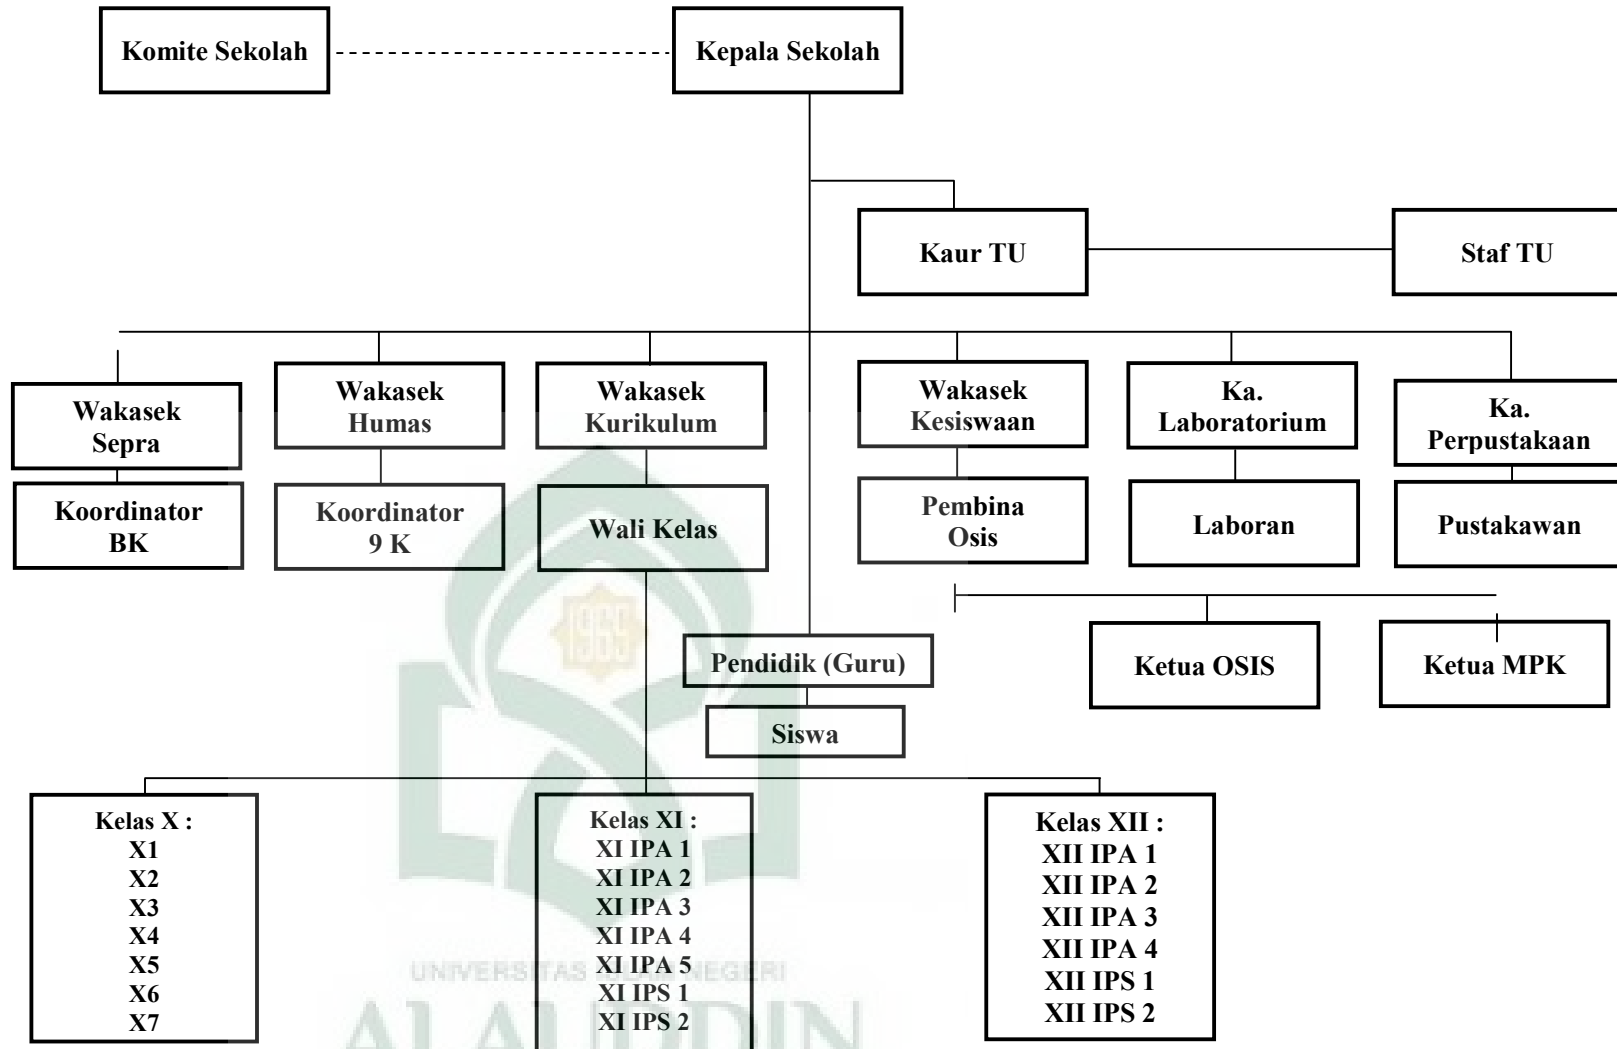 Komite Sekolah
Kepala Sekolah
Kaur TU
Staf TU
Wakasek
Sepra
Wakasek
Humas
Wakasek
Kurikulum
Wakasek
Kesiswaan
Ka.
Laboratorium
Ka.
Perpustakaan
Koordinator
BK
Koordinator
9 K
Wali Kelas
Pembina
Osis
Laboran
Pustakawan
1965
Pendidik (Guru)
Siswa
Ketua OSIS
Ketua MPK
Kelas X :
X1
X2
X3
X4
X5
X6
X7
Kelas XI :
XI IPA 1
XI IPA 2
XI IPA 3
XI IPA 4
XI IPA 5
XI IPS 1
XI IPS 2
Kelas XII :
XII IPA 1
XII IPA 2
XII IPA 3
XII IPA 4
XII IPS 1
XII IPS 2
UNIVERSITAS ISLAM NEGERI
ALAUDDIN